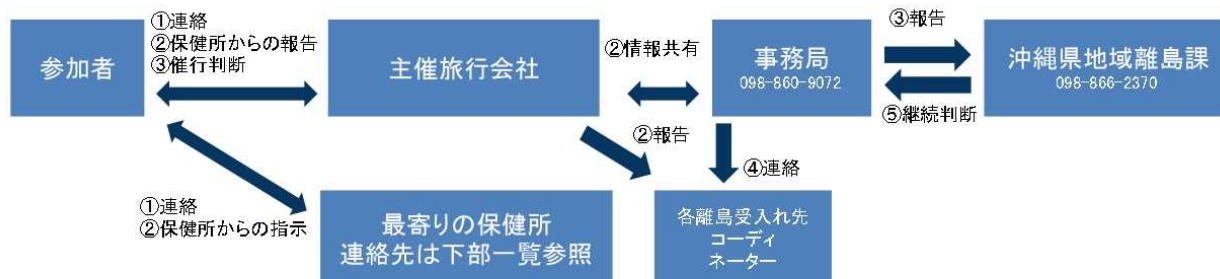 ①連絡
②保健所からの報告
③催行判断
参加者
主催旅行会社
②情報共有
事務局
098-860-9072
③報告
⑤継続判断
沖縄県地域離島課
098-866-2370
②報告
④連絡
①連絡
②保健所からの指示
最寄りの保健所
連絡先は下部一覧参照
各離島受入れ先
コーディ
ネーター